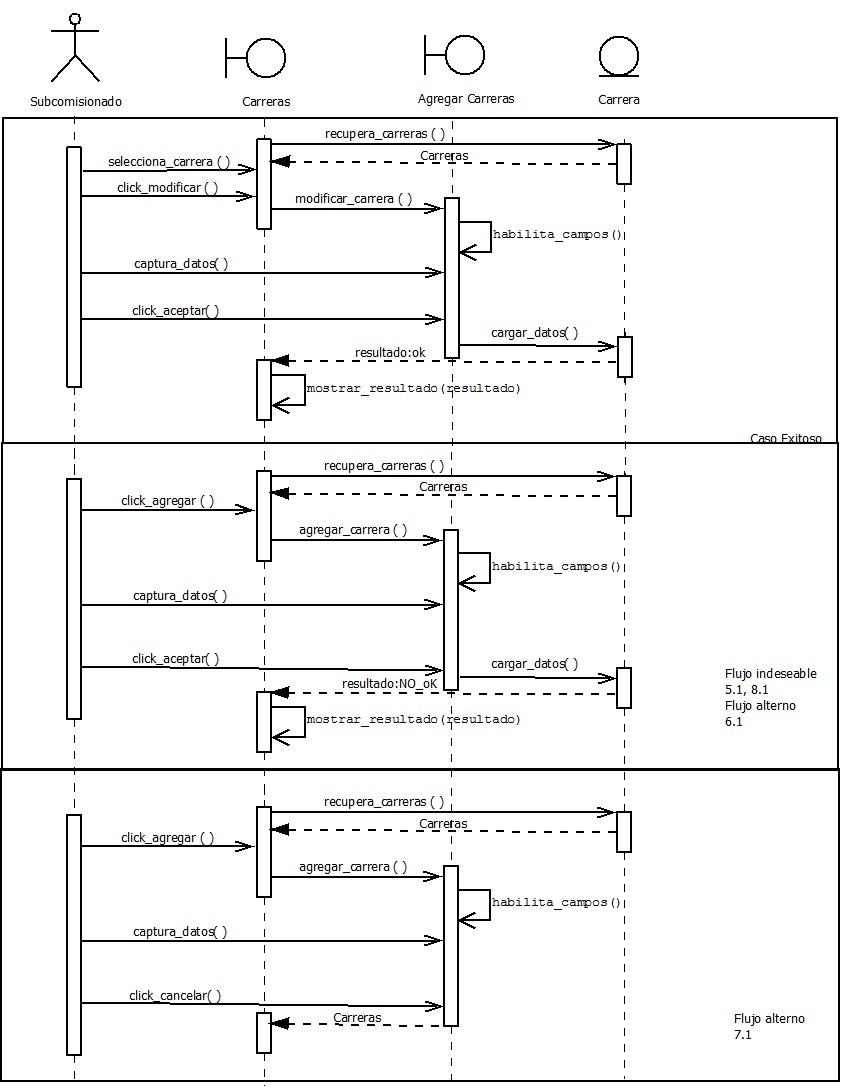 Subcomisionado
Carreras
Agregar Carreras
Carrera
recupera_carreras ( )
Carreras
selecciona_carrera ( )
click_modificar ( )
modificar_carrera ( )
habilita_campos()
captura_datos( )
click_aceptar( )
cargar_datos( )
resultado:ok
mostrar_resultado(resultado)
Caso Exitoso
recupera_carreras ( )
Carreras
click_agregar ( )
agregar_carrera ( )
habilita_campos()
captura_datos( )
click_aceptar( )
cargar_datos( )
resultado:NO_oK
mostrar_resultado(resultado)
Flujo indeseable
5.1, 8.1
Flujo alterno
6.1
recupera_carreras ( )
Carreras
click_agregar ( )
agregar_carrera ( )
habilita_campos()
captura_datos( )
click_cancelar( )
Carreras
Flujo alterno
7.1